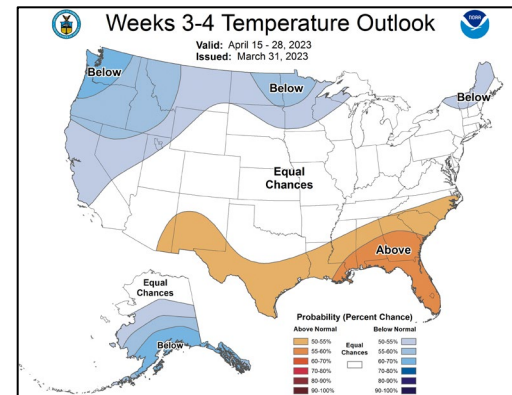 Weeks 3-4 Temperature Outlook
Valid: April 15 - 28, 2023
Issued: March 31, 2023
NOAA
Below
Below
Below
Equal
Chances
Above
Equal
Chances
Below
Probability (Percent Chance)
Above Normal
Equal
Chances
Below Normal
50-55%
55-60%
60-70%
70-80%
80-90%
90-100%
50-55%
55-60%
60-70%
70-80%
80-90%
90-100%